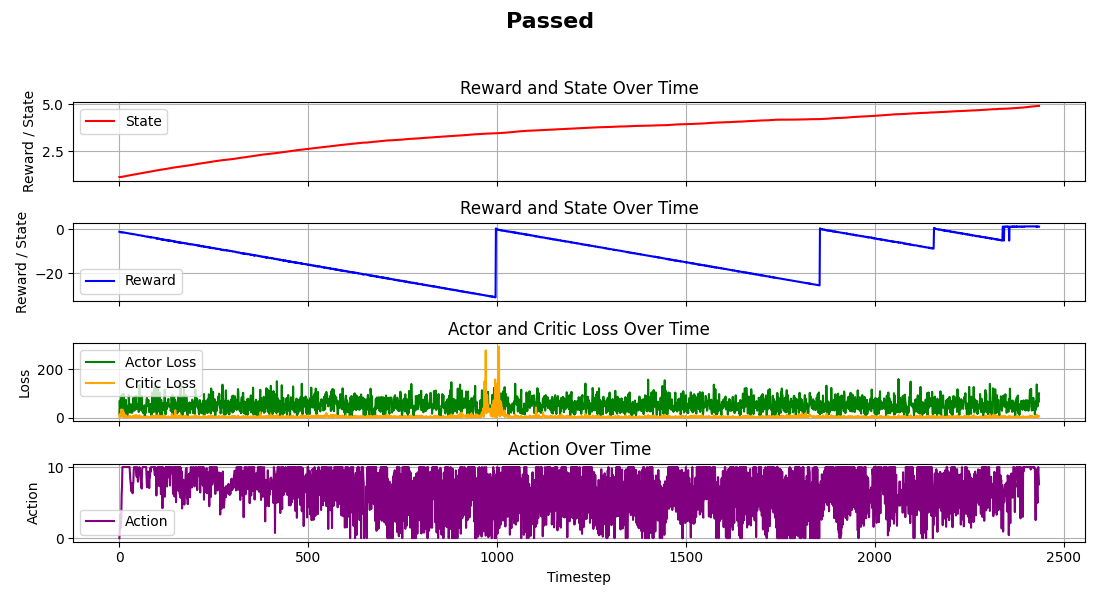 Passed
Reward and State Over Time
Reward / State
5.0
2.5
State
Reward and State Over Time
Reward / State
0
−20
Reward
Actor and Critic Loss Over Time
Loss
200
0
Actor Loss
Critic Loss
Action Over Time
Action
10
0
Action
0 500 1000 1500 2000 2500
Timestep